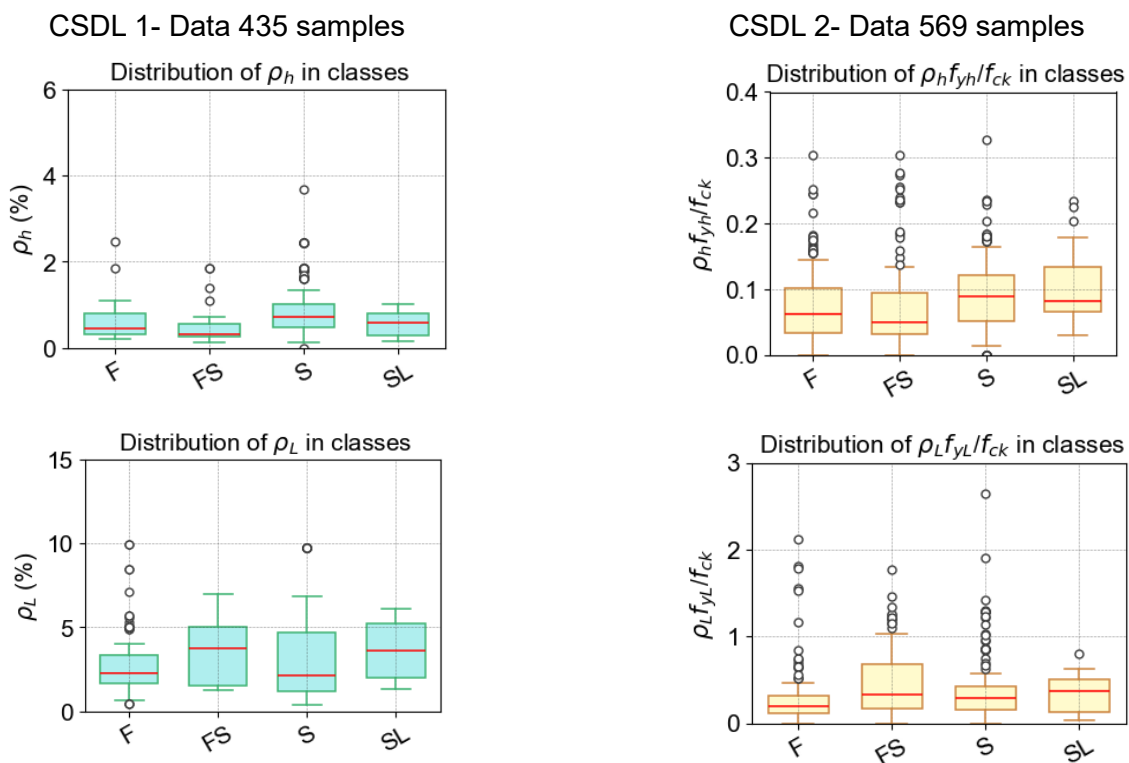 CSDL 1- Data 435 samples
CSDL 2- Data 569 samples
Distribution of ρh in classes
6
4
2
0
ρh (%)
F
FS
S
SL
Distribution of ρhfyh/fck in classes
0.4
0.3
0.2
0.1
0.0
ρhfyh/fck
F
FS
S
SL
Distribution of ρL in classes
15
10
5
0
ρL (%)
F
FS
S
SL
Distribution of ρLfyL/fck in classes
3
2
1
0
ρLfyL/fck
F
FS
S
SL